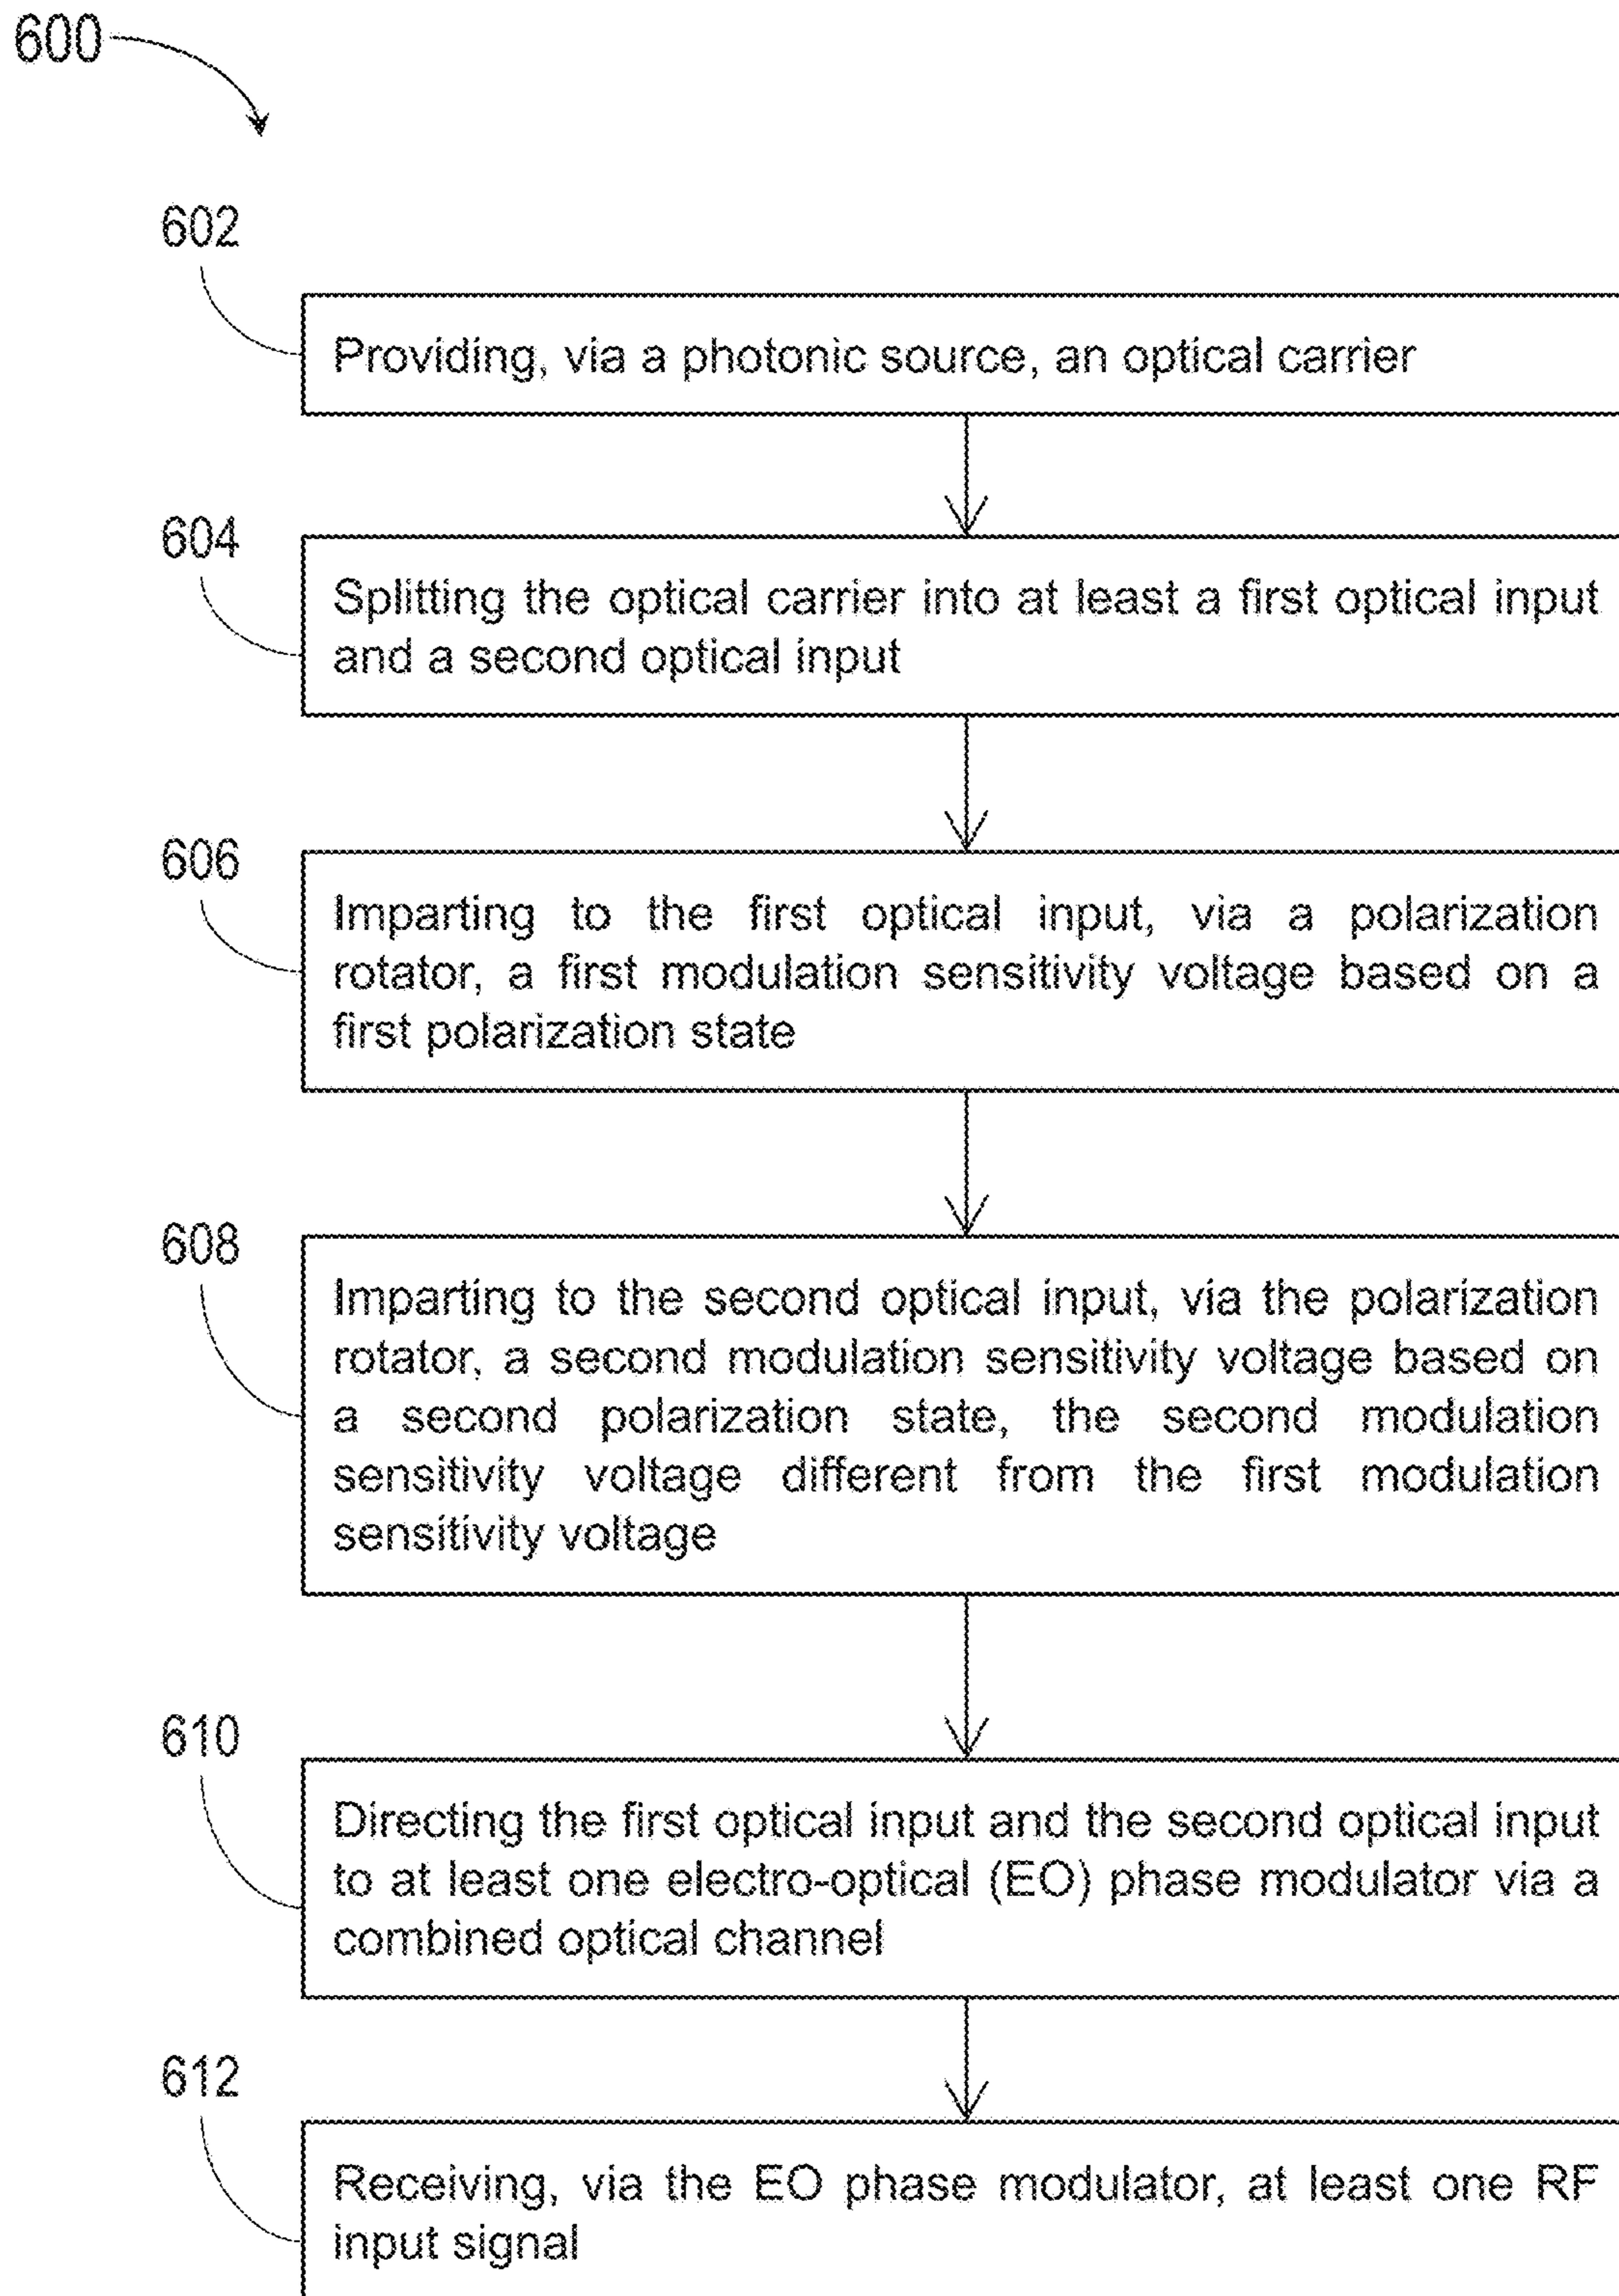 600
602
Providing, via a photonic source, an optical carrier
604
Splitting the optical carrier into at least a first optical input
and a second optical input
606
Imparting to the first optical input, via a polarization
rotator, a first modulation sensitivity voltage based on a
first polarization state
608
Imparting to the second optical input, via the polarization
rotator, a second modulation sensitivity voltage based on
a second polarization state, the second modulation
sensitivity voltage different from the first modulation
sensitivity voltage
610
Directing the first optical input and the second optical input
to at least one electro-optical (EO) phase modulator via a
combined optical channel
612
Receiving, via the EO phase modulator, at least one RF
input signal